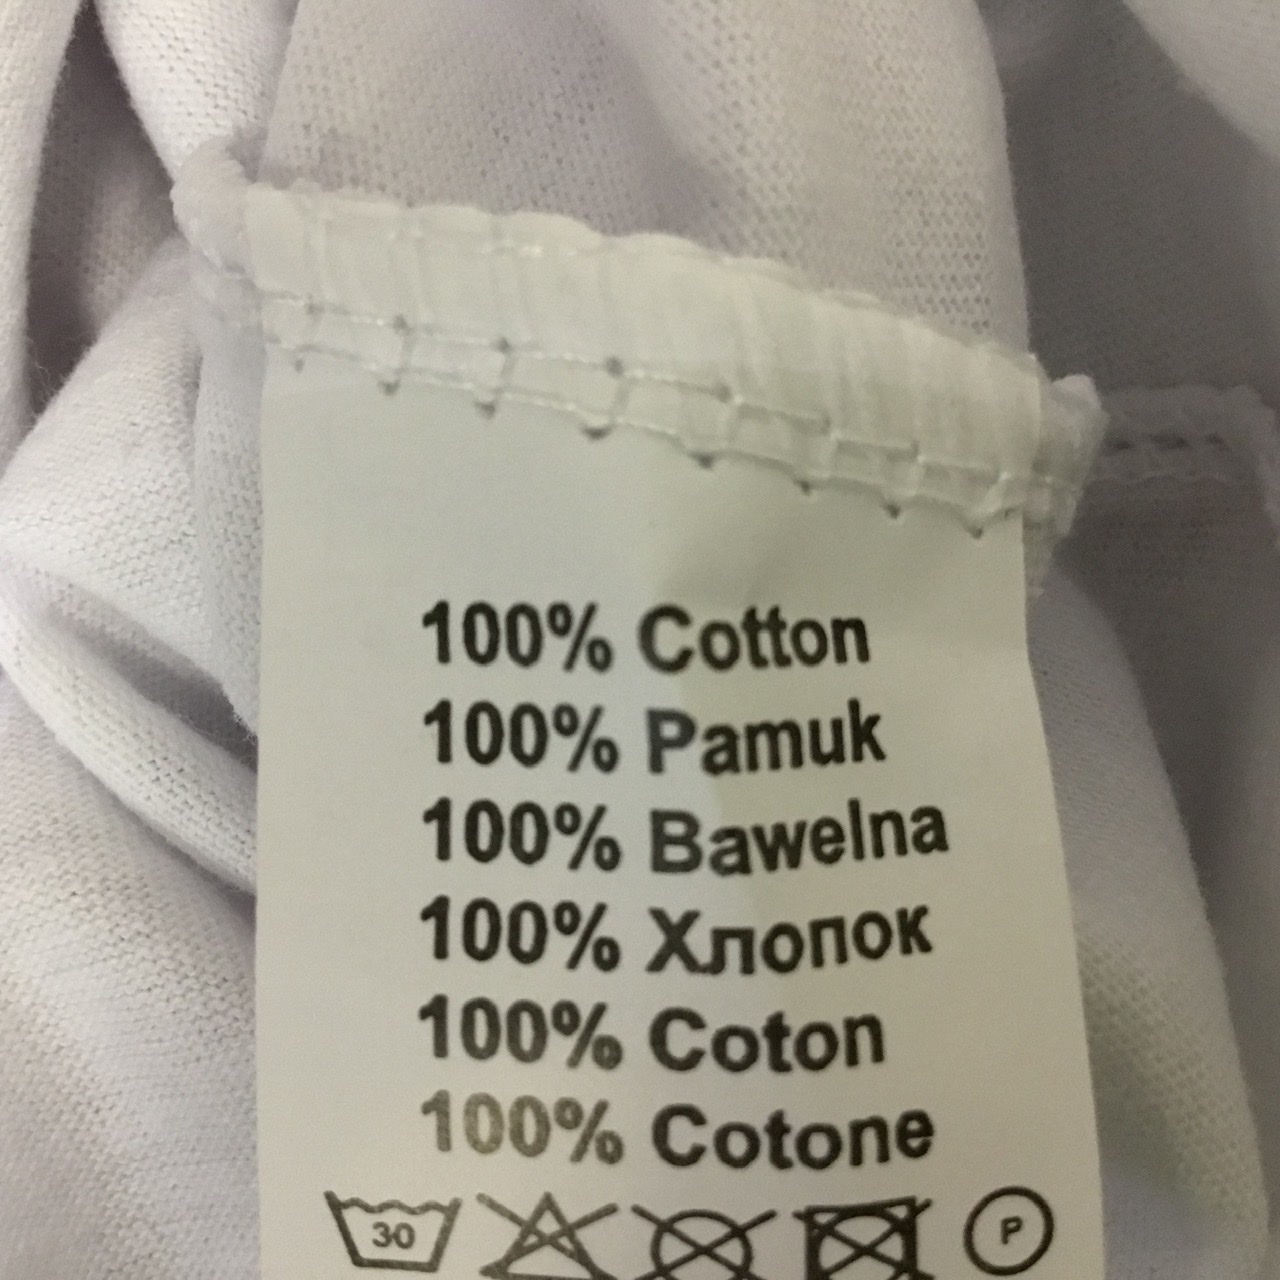 100% Cotton
100% Pamuk
100% Bawelna
100% Хлопок
100% Coton
100% Cotone
30 P